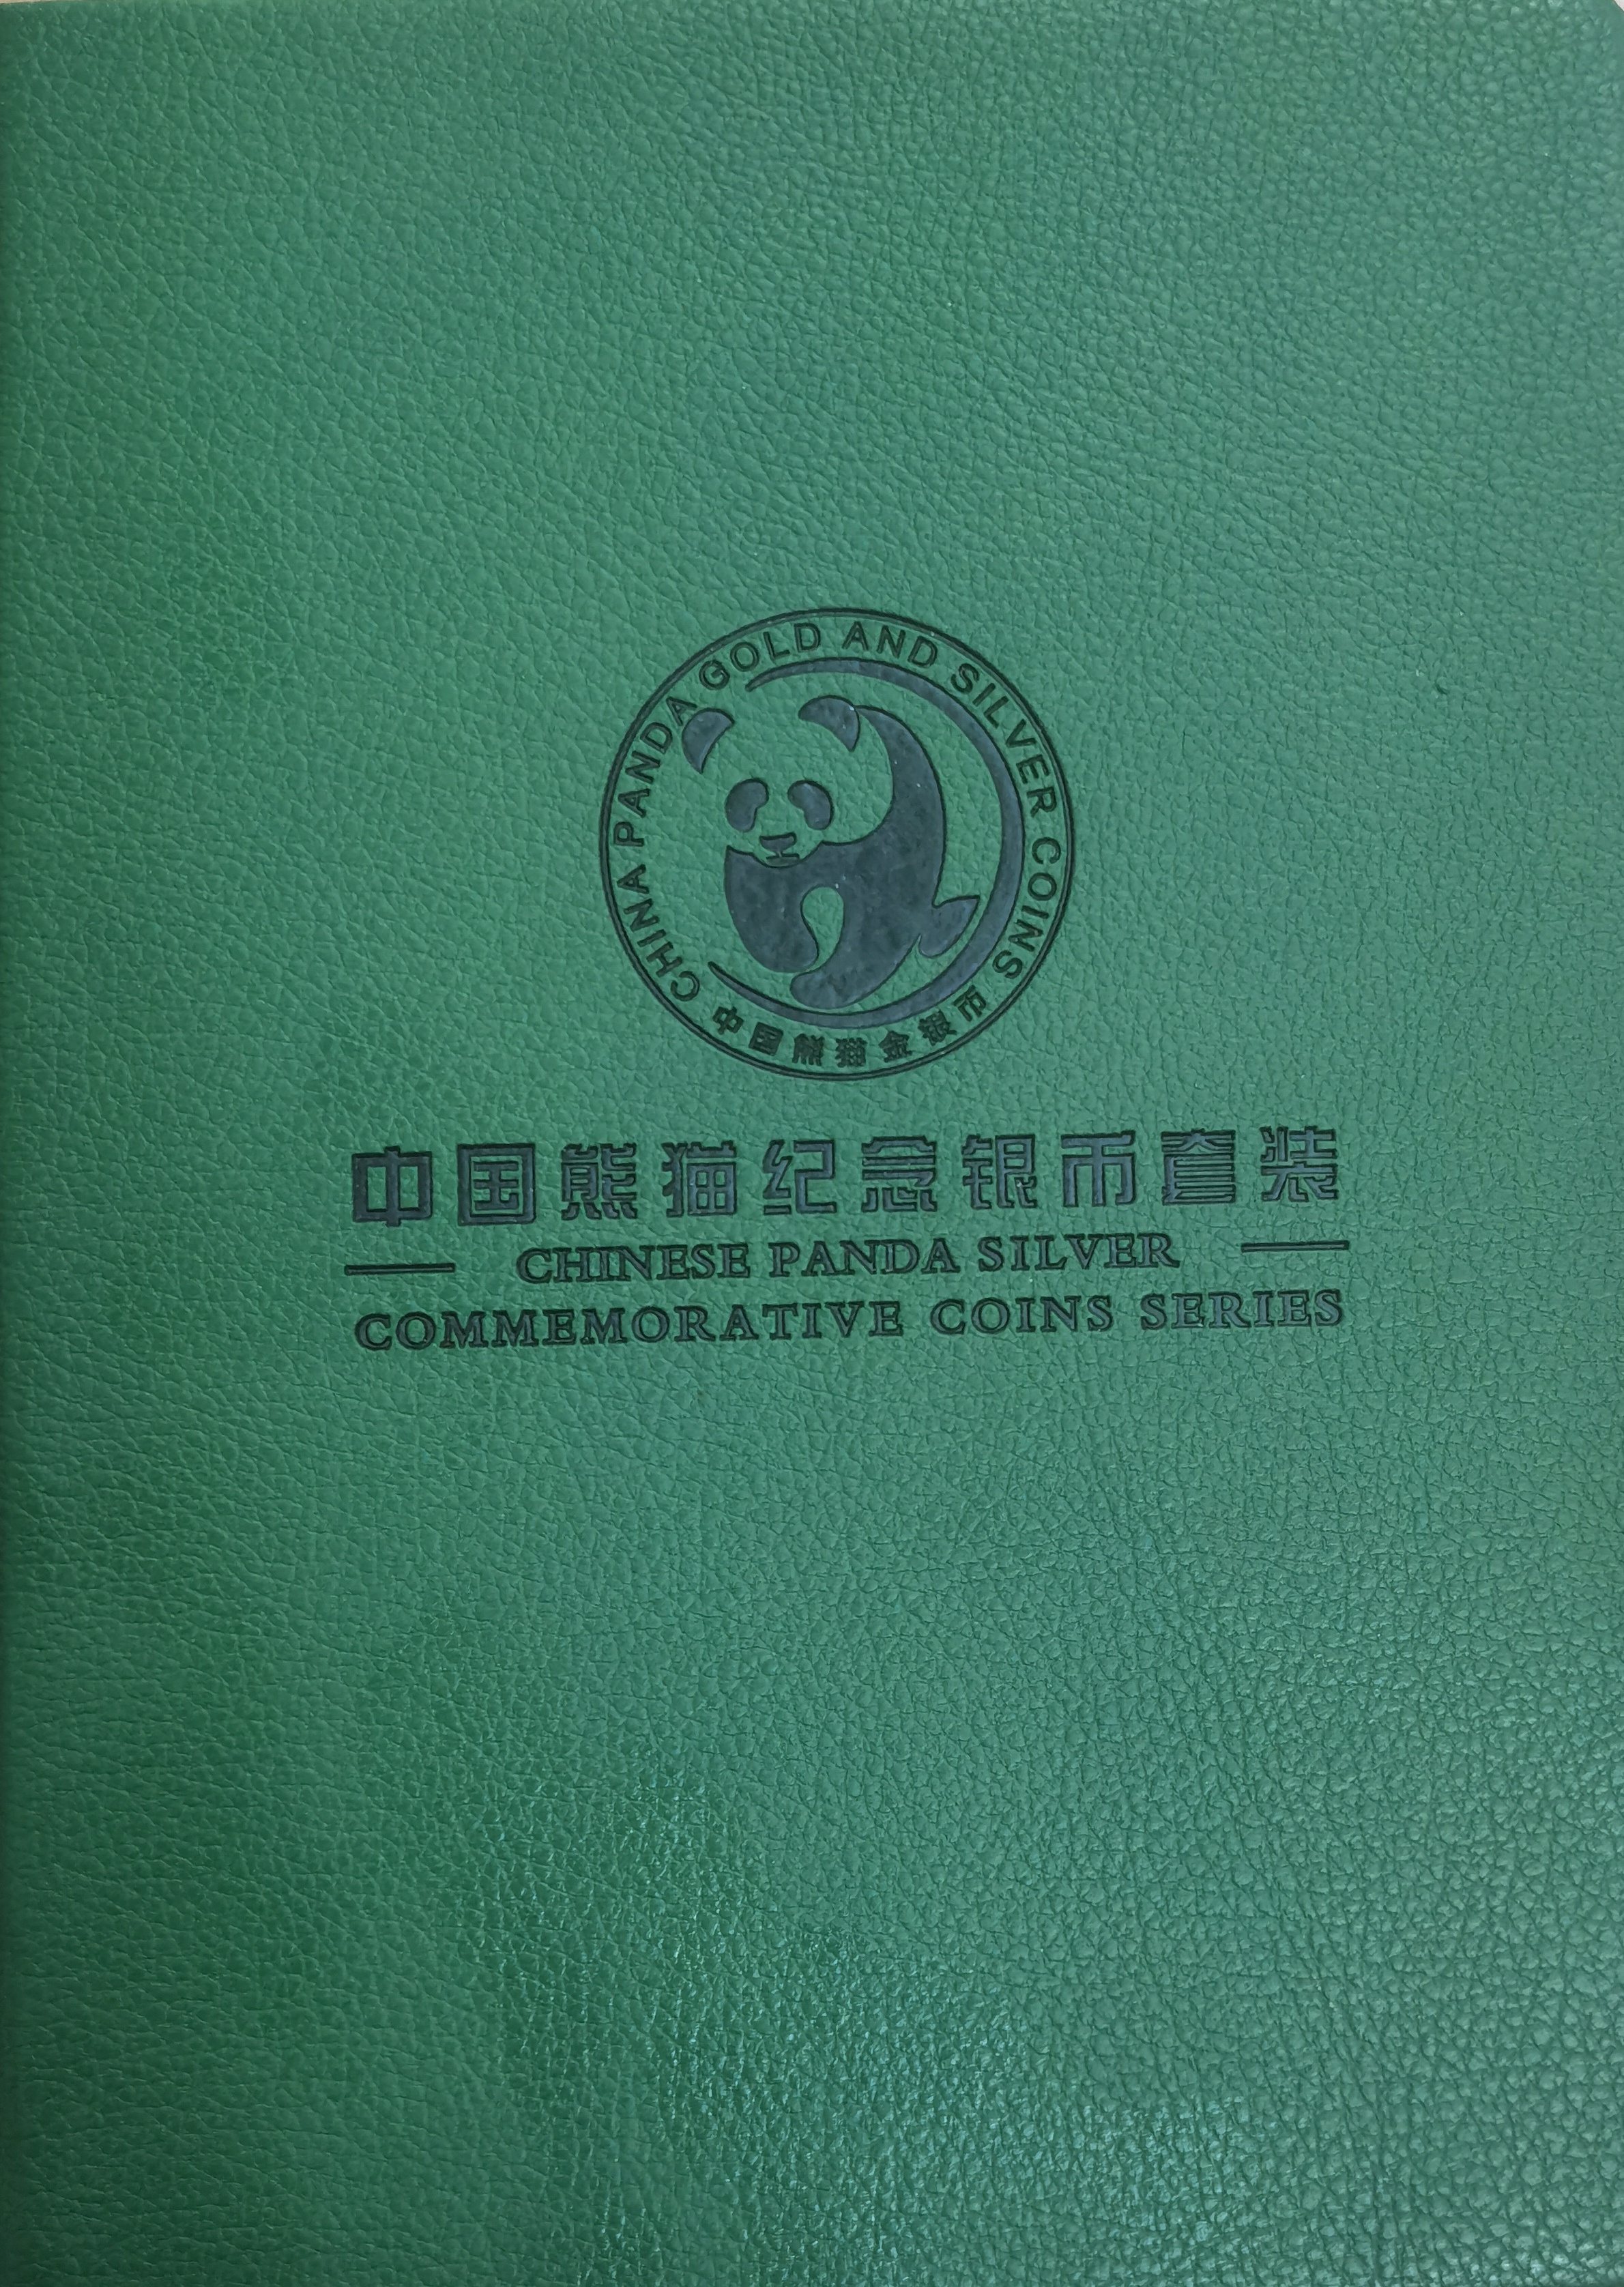 CHINA PANDA GOLD AND SILVER COINS
中国熊猫金银币
中国熊猫纪念银币套装
CHINESE PANDA SILVER
COMMEMORATIVE COINS SERIES